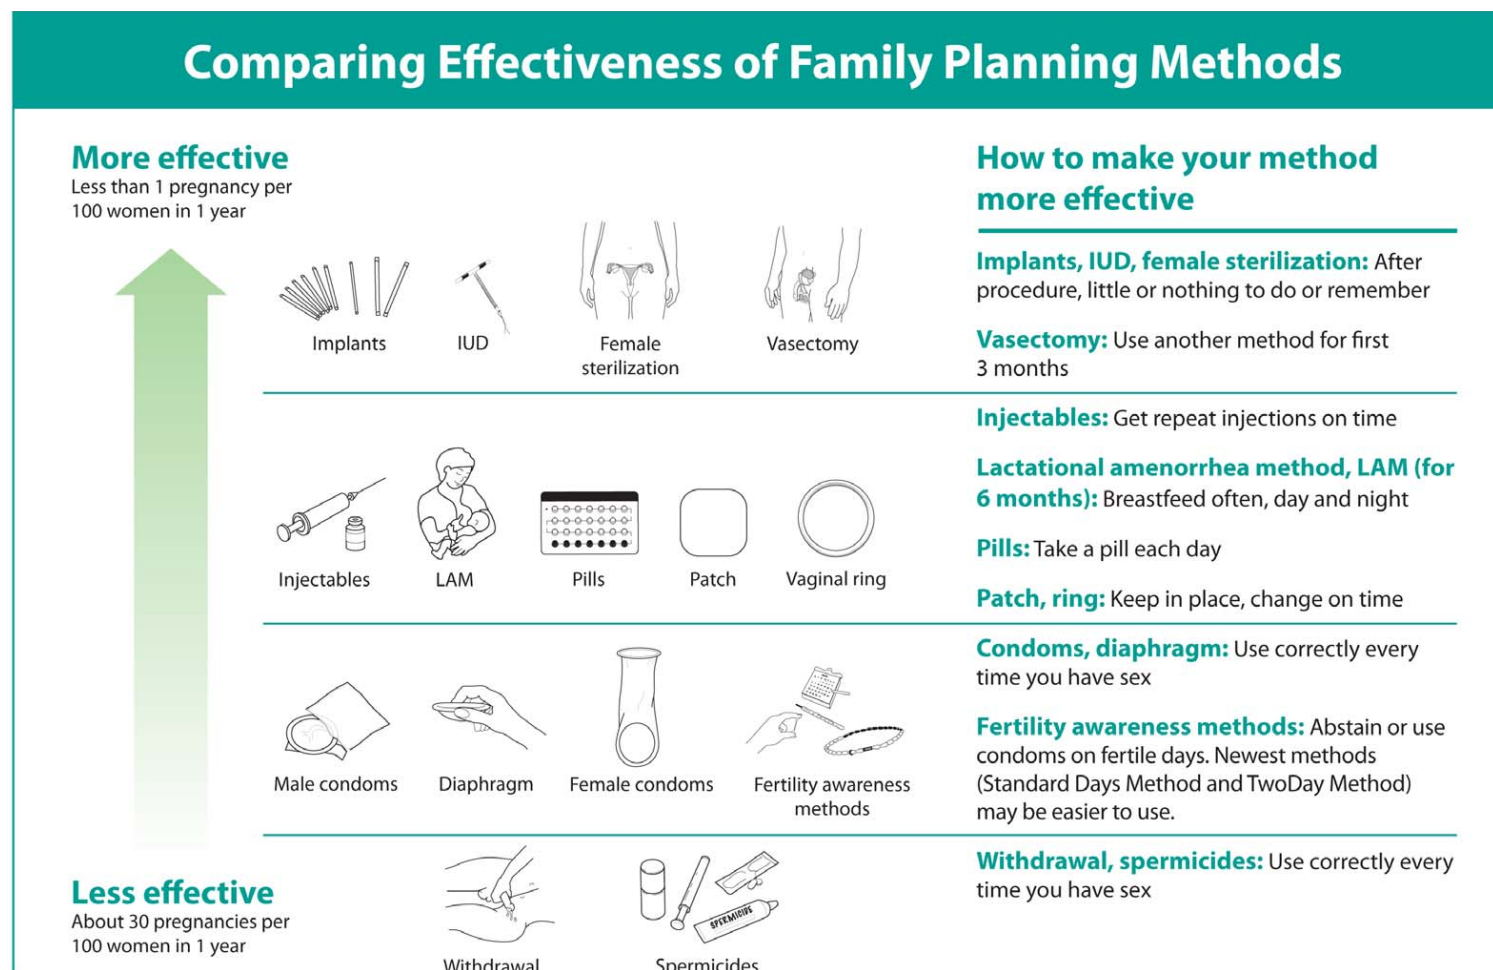 Comparing Effectiveness of Family Planning Methods
More effective
Less than 1 pregnancy per
100 women in 1 year
Implants
IUD
Female
sterilization
Vasectomy
Injectables
LAM
Pills
Patch
Vaginal ring
Male condoms
Diaphragm
Female condoms
Fertility awareness
methods
SPERMICIDE
Withdrawal
Spermicides
Less effective
About 30 pregnancies per
100 women in 1 year
How to make your method
more effective
Implants, IUD, female sterilization: After
procedure, little or nothing to do or remember
Vasectomy: Use another method for first
3 months
Injectables: Get repeat injections on time
Lactational amenorrhea method, LAM (for
6 months): Breastfeed often, day and night
Pills: Take a pill each day
Patch, ring: Keep in place, change on time
Condoms, diaphragm: Use correctly every
time you have sex
Fertility awareness methods: Abstain or use
condoms on fertile days. Newest methods
(Standard Days Method and TwoDay Method)
may be easier to use.
Withdrawal, spermicides: Use correctly every
time you have sex